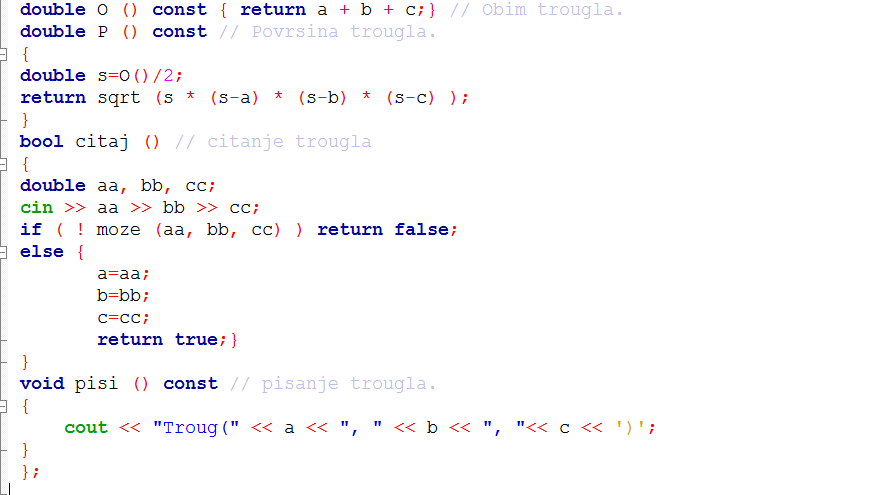 double O () const { return a + b + c;} // Obim trougla.
double P () const // Povrsina trougla.
{
double s=O()/2;
return sqrt (s * (s-a) * (s-b) * (s-c) );
}
bool citaj () // citanje trougla
{
double aa, bb, cc;
cin >> aa >> bb >> cc;
if ( ! moze (aa, bb, cc) ) return false;
else {
a=aa;
b=bb;
c=cc;
return true;}
}
void pisi () const // pisanje trougla.
{
cout << "Troug(" << a << ", " << b << ", "<< c << ')';
}
};